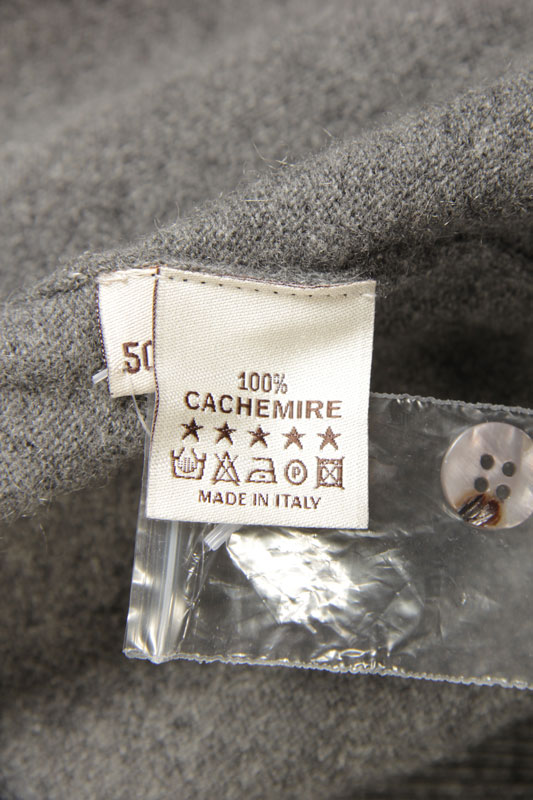 50
100%
CACHEMIRE
P
MADE IN ITALY